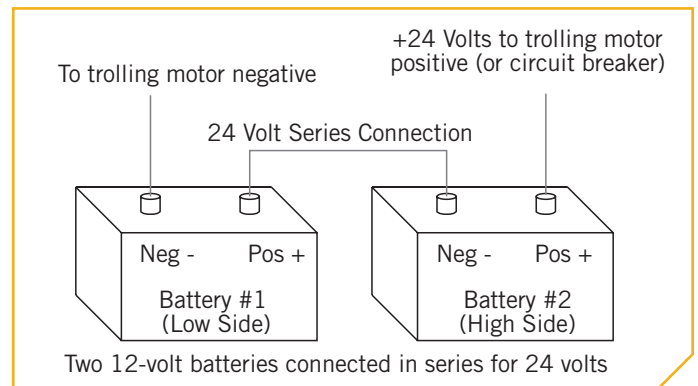 +24 Volts to trolling motor
positive (or circuit breaker)
To trolling motor negative
24 Volt Series Connection
Neg - Pos +
Battery #1
(Low Side)
Neg - Pos +
Battery #2
(High Side)
Two 12-volt batteries connected in series for 24 volts